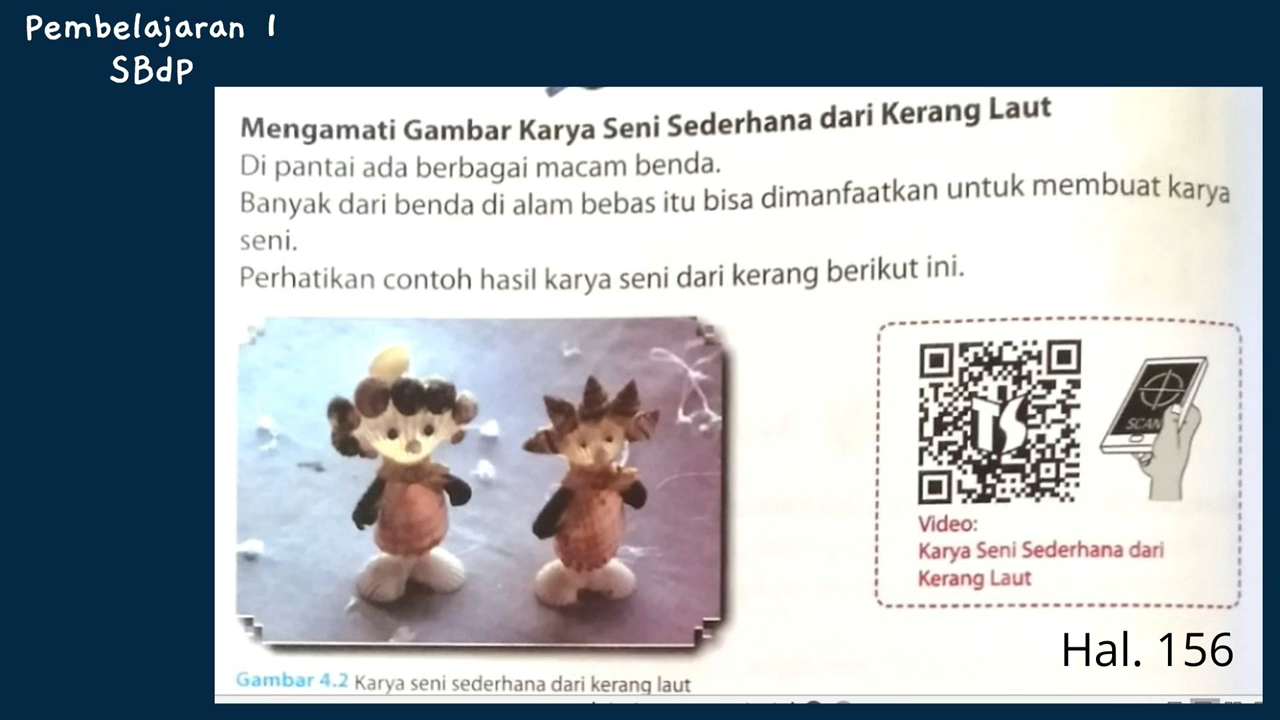 Pembelajaran 1
SBdP
Mengamati Gambar Karya Seni Sederhana dari Kerang Laut
Di pantai ada berbagai macam benda.
Banyak dari benda di alam bebas itu bisa dimanfaatkan untuk membuat karya
seni.
Perhatikan contoh hasil karya seni dari kerang berikut ini.
TS
SCAN
Video:
Karya Seni Sederhana dari
Kerang Laut
Hal. 156
Gambar 4.2 Karya seni sederhana dari kerang laut